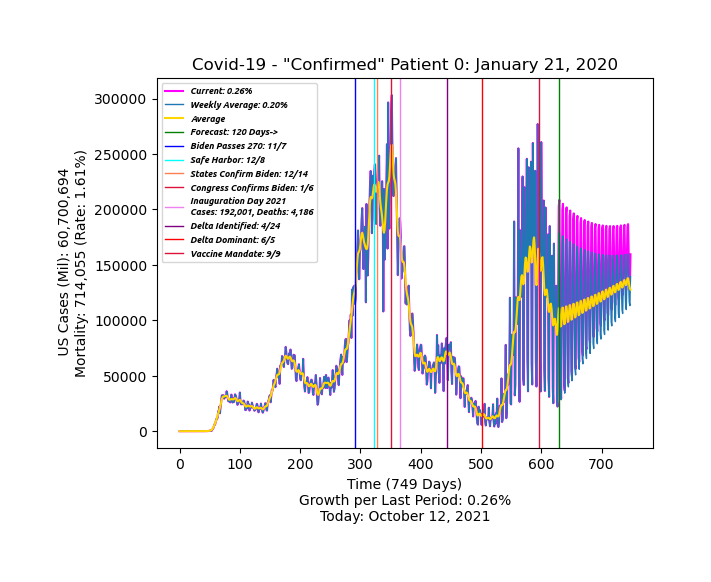 Covid-19 - "Confirmed" Patient 0: January 21, 2020
US Cases (Mil): 60,700,694
Mortality: 714,055 (Rate: 1.61%)
300000
250000
200000
150000
100000
50000
0
Current: 0.26%
Weekly Average: 0.20%
Average
Forecast: 120 Days->
Biden Passes 270: 11/7
Safe Harbor: 12/8
States Confirm Biden: 12/14
Congress Confirms Biden: 1/6
Inauguration Day 2021
Cases: 192,001, Deaths: 4,186
Delta Identified: 4/24
Delta Dominant: 6/5
Vaccine Mandate: 9/9
0 100 200 300 400 500 600 700
Time (749 Days)
Growth per Last Period: 0.26%
Today: October 12, 2021